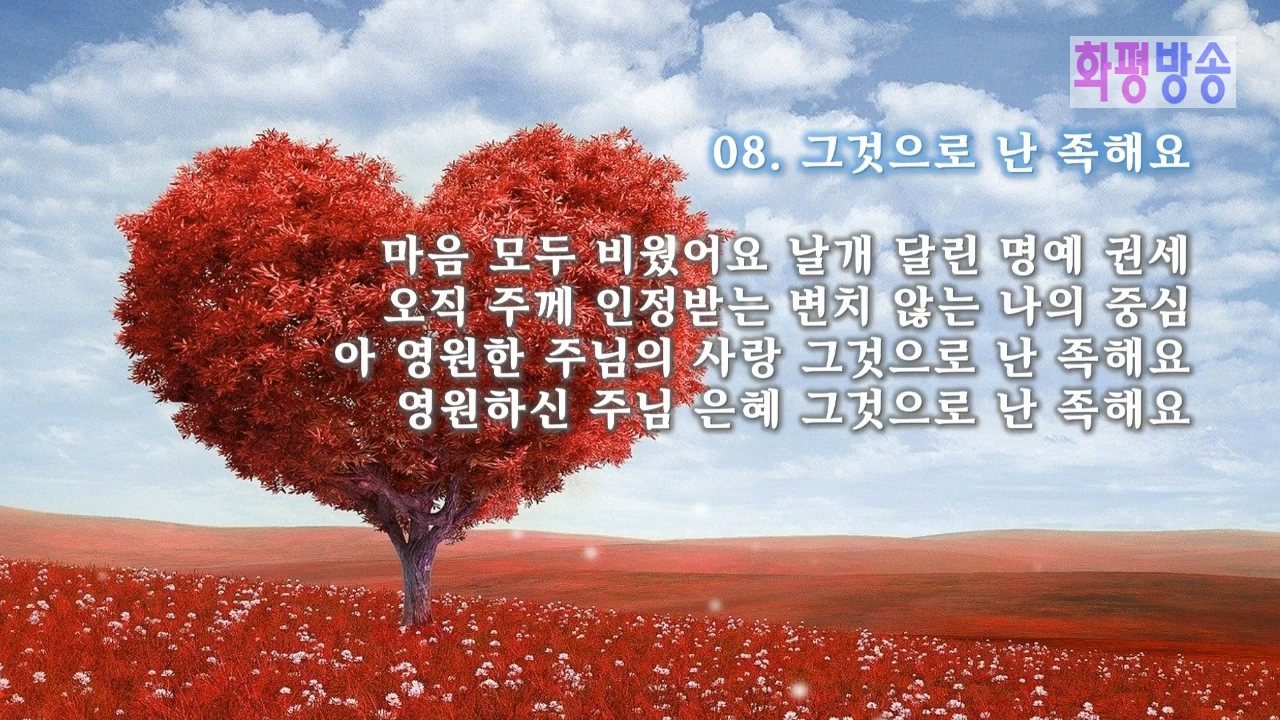 화평방송
08. 그것으로 난 족해요
마음 모두 비웠어요 날개 달린 명예 권세
오직 주께 인정받는 변치 않는 나의 중심
아 영원한 주님의 사랑 그것으로 난 족해요
영원하신 주님 은혜 그것으로 난 족해요